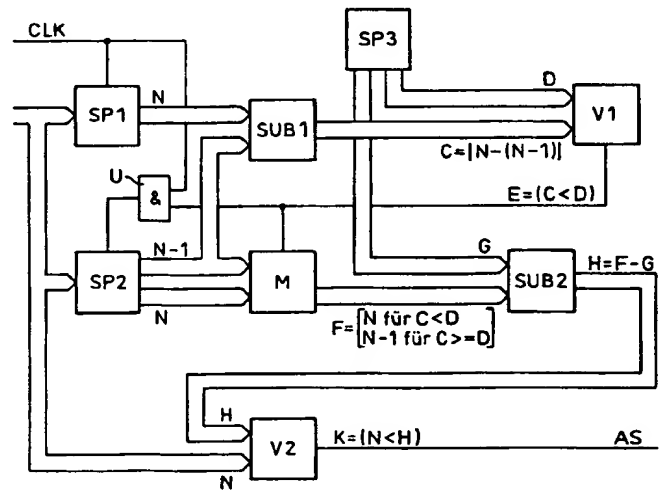 CLK
SP3
N
D
SP1
SUB1
V1
C=|N-(N-1)|
U
&
E=(C<D)
N-1
G
SP2
M
SUB2
H=F-G
N
F=[N für C<D
N-1 für C>=D]
H
V2
K=(N<H)
AS
N